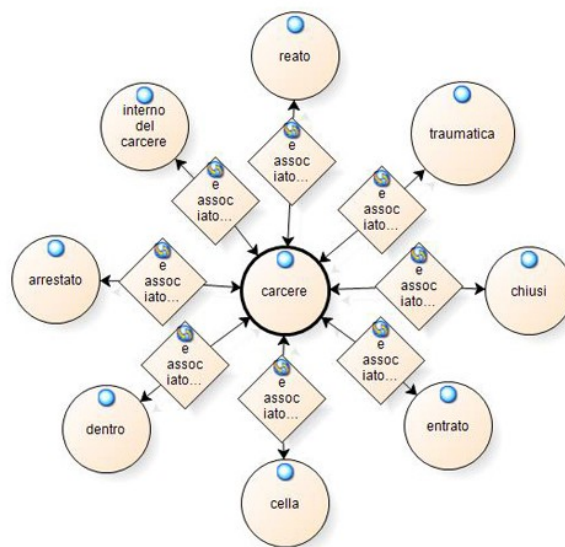 reato
interno
del
carcere
traumatica
e
assoc
iato...
e
assoc
iato...
e
assoc
iato...
arrestato
e
assoc
iato...
carcere
e
assoc
iato...
chiusi
e
assoc
iato...
e
assoc
iato...
e
assoc
iato...
dentro
entrato
cella